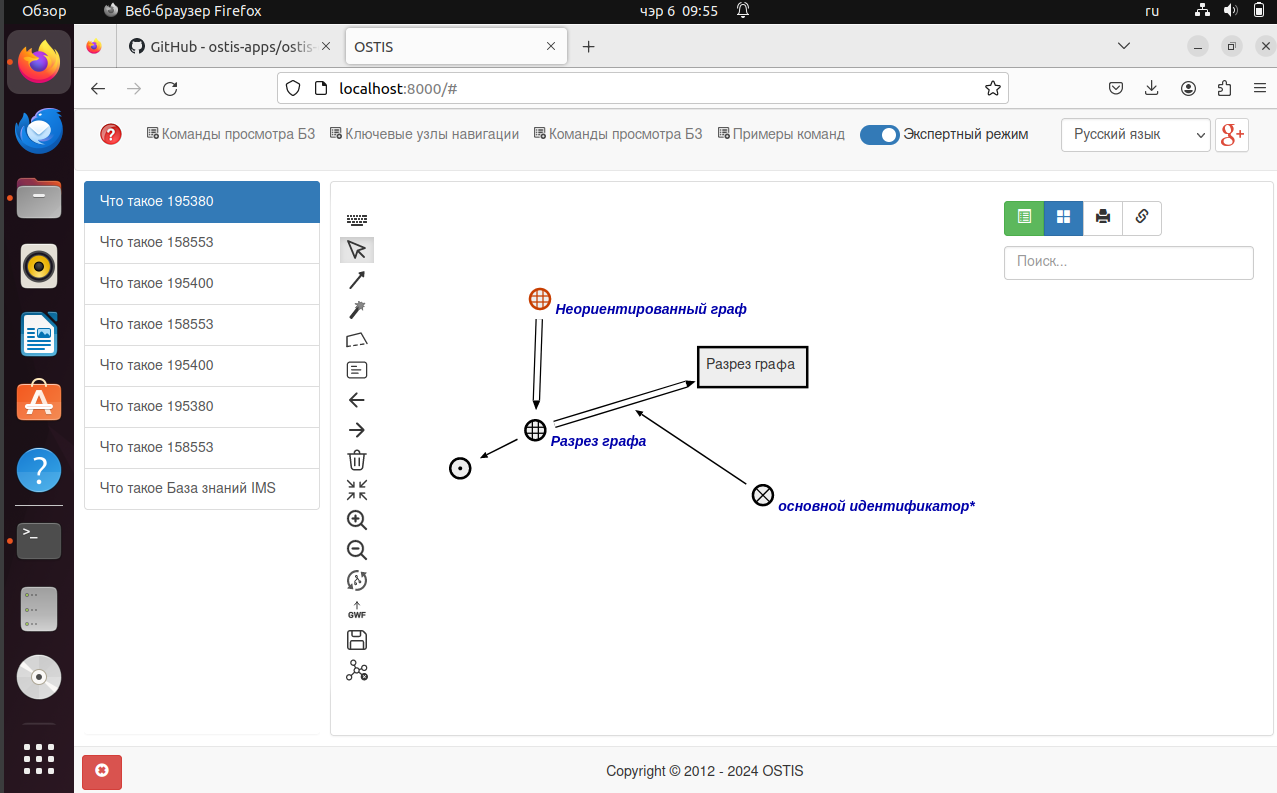 Обзор
Веб-браузер Firefox
чэр 6 09:55
ru
GitHub - ostis-apps/ostis-
OSTIS
localhost:8000/#
Команды просмотра БЗ
Ключевые узлы навигации
Команды просмотра БЗ
Примеры команд
Экспертный режим
Русский язык
g+
Что такое 195380
Что такое 158553
Что такое 195400
Что такое 158553
Что такое 195400
Что такое 195380
Что такое 158553
Что такое База знаний IMS
GWF
Поиск...
Неориентированный граф
Разрез графа
Разрез графа
основной идентификатор*
Copyright © 2012 - 2024 OSTIS